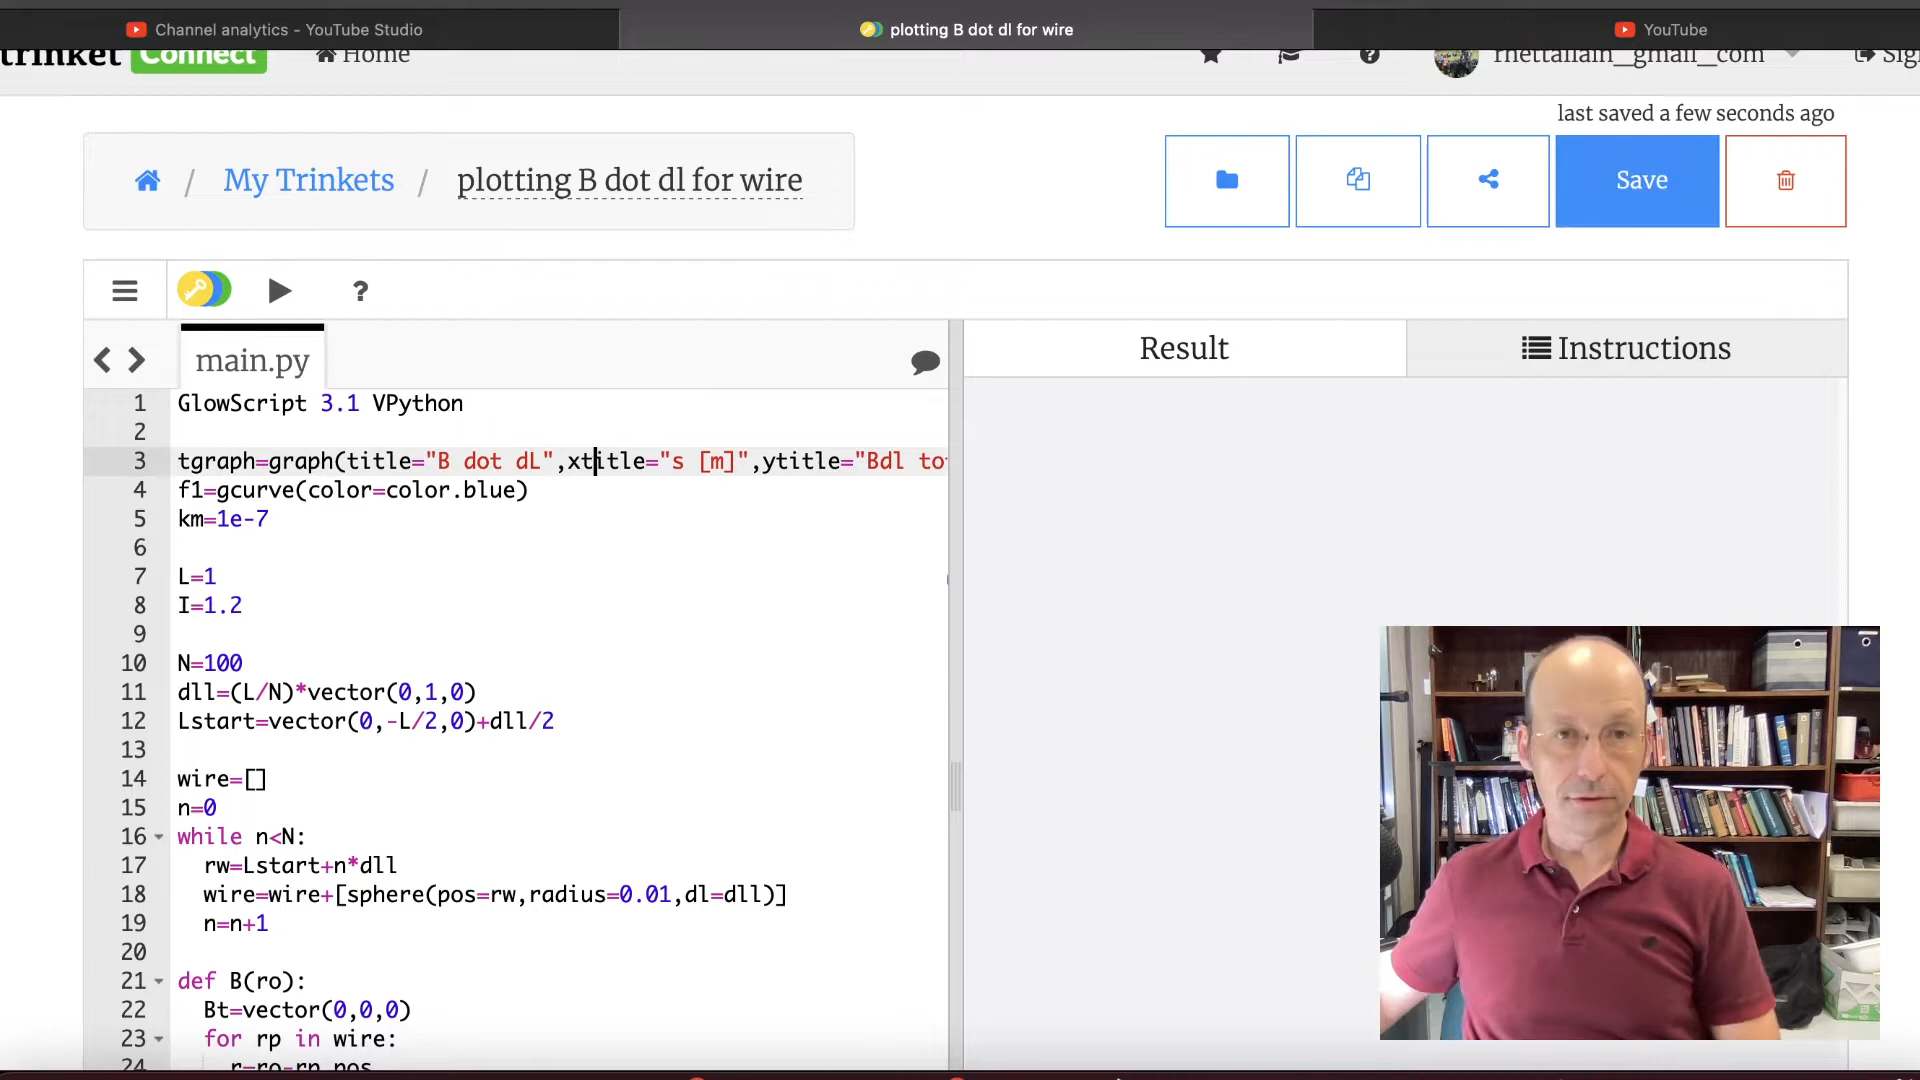 Channel analytics - YouTube Studio
plotting B dot dl for wire
YouTube
trinket Connect
Home
rhettallain_gmail_com
last saved a few seconds ago
/ My Trinkets / plotting B dot dl for wire
Save
?
main.py
Result
Instructions
1 GlowScript 3.1 VPython
2
3 tgraph=graph(title="B dot dL",xtitle="s [m]",ytitle="Bdl to
4 f1=gcurve(color=color.blue)
5 km=1e-7
6
7 L=1
8 I=1.2
9
10 N=100
11 dll=(L/N)*vector(0,1,0)
12 Lstart=vector(0,-L/2,0)+dll/2
13
14 wire=[]
15 n=0
16 while n<N:
17 rw=Lstart+n*dll
18 wire=wire+[sphere(pos=rw,radius=0.01,dl=dll)]
19 n=n+1
20
21 def B(ro):
22 Bt=vector(0,0,0)
23 for rp in wire:
24 r=ro-rp.pos